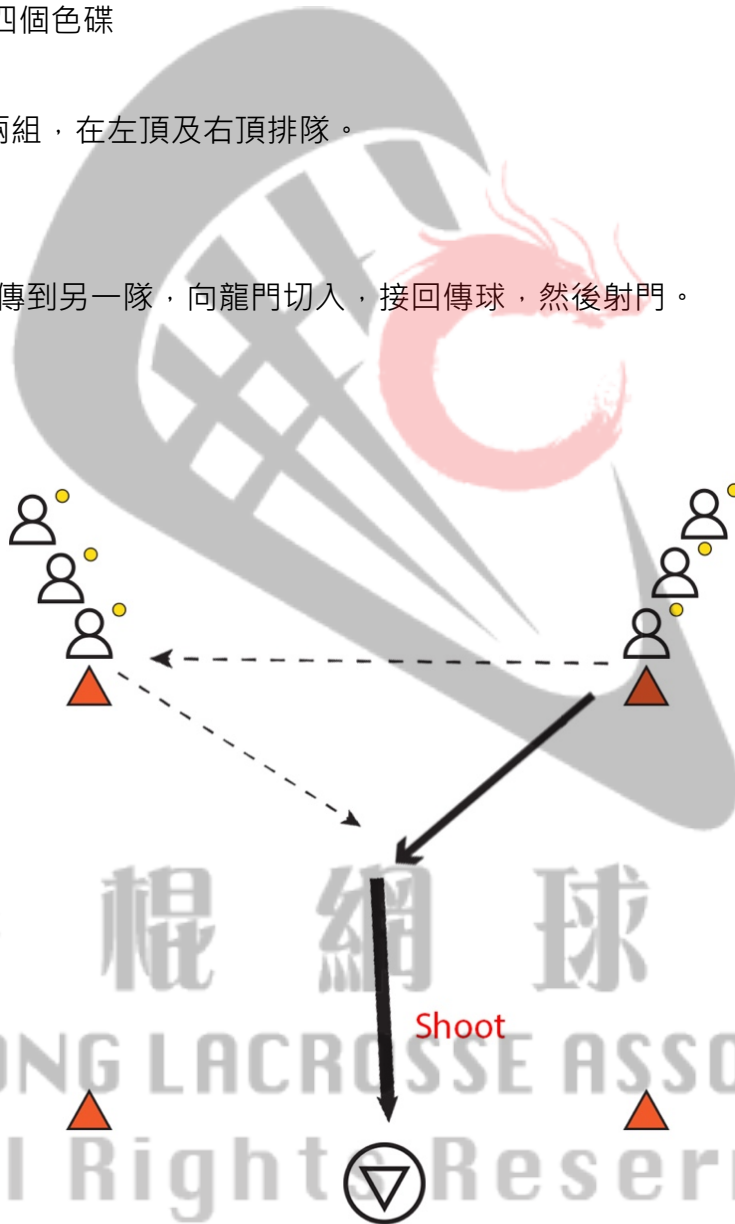 四個色碟
兩組，在左頂及右頂排隊。
傳到另一隊，向龍門切入，接回傳球，然後射門。
棍網球
Shoot
ONG LACROSSE ASSO
l Rights Reser